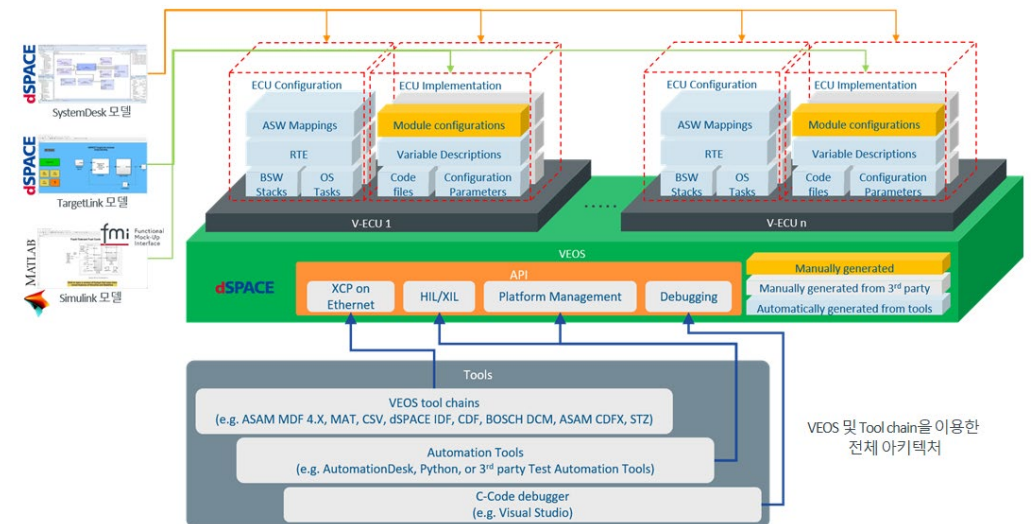 dSPACE
SystemDesk 모델
dSPACE
TargetLink 모델
MATLAB
fmi Functional
Mock-Up
Interface
Simulink 모델
ECU Configuration
ASW Mappings
RTE
BSW
Stacks
OS
Tasks
ECU Implementation
Module configurations
Variable Descriptions
Code
files
Configuration
Parameters
V-ECU 1
.....
ECU Configuration
ASW Mappings
RTE
BSW
Stacks
OS
Tasks
ECU Implementation
Module configurations
Variable Descriptions
Code
files
Configuration
Parameters
V-ECU n
VEOS
dSPACE
API
XCP on
Ethernet
HIL/XIL
Platform Management
Debugging
Manually generated
Manually generated from 3rd party
Automatically generated from tools
Tools
VEOS tool chains
(e.g. ASAM MDF 4.X, MAT, CSV, dSPACE IDF, CDF, BOSCH DCM, ASAM CDFX, STZ)
Automation Tools
(e.g. AutomationDesk, Python, or 3rd party Test Automation Tools)
C-Code debugger
(e.g. Visual Studio)
VEOS 및 Tool chain을 이용한
전체 아키텍처